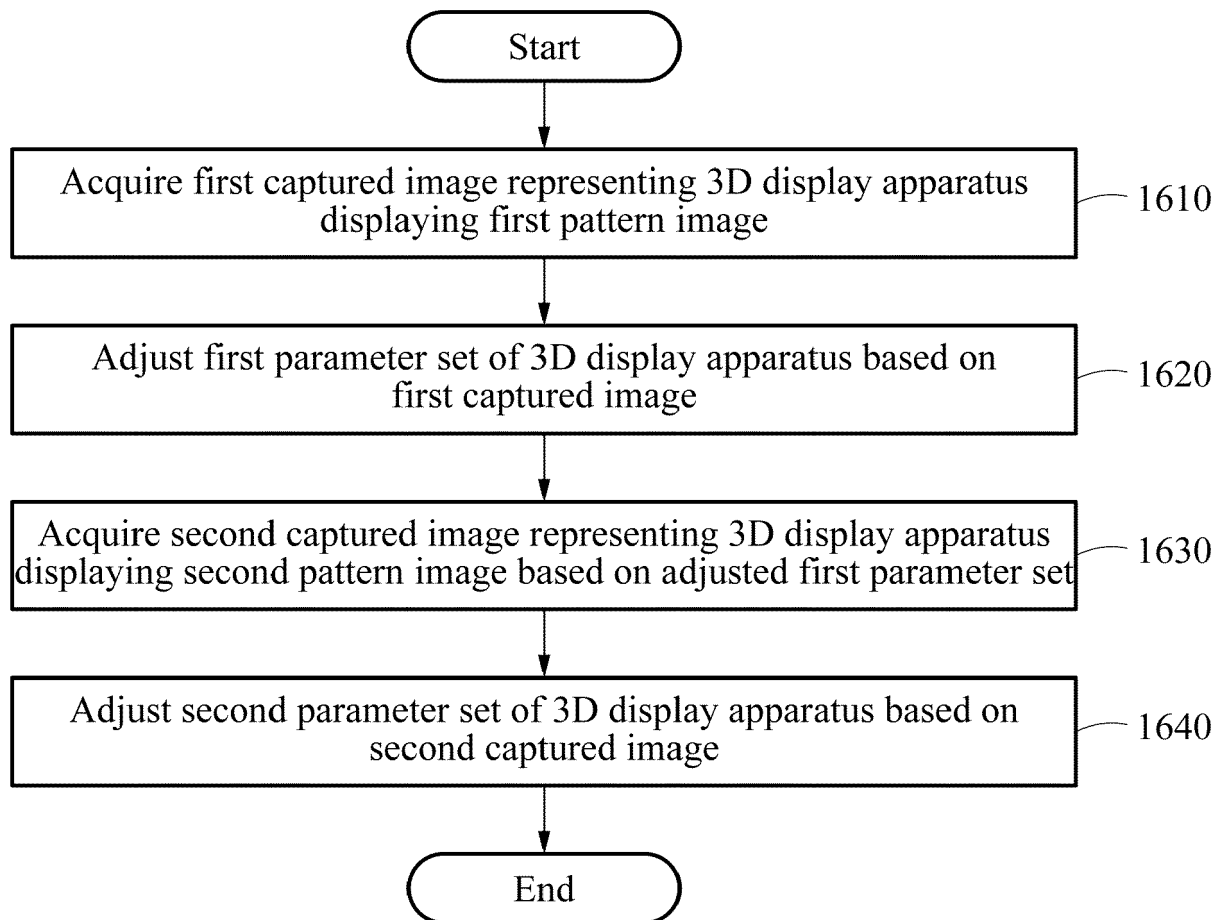 Start
Acquire first captured image representing 3D display apparatus
displaying first pattern image
1610
Adjust first parameter set of 3D display apparatus based on
first captured image
1620
Acquire second captured image representing 3D display apparatus
displaying second pattern image based on adjusted first parameter set
1630
Adjust second parameter set of 3D display apparatus based on
second captured image
1640
End